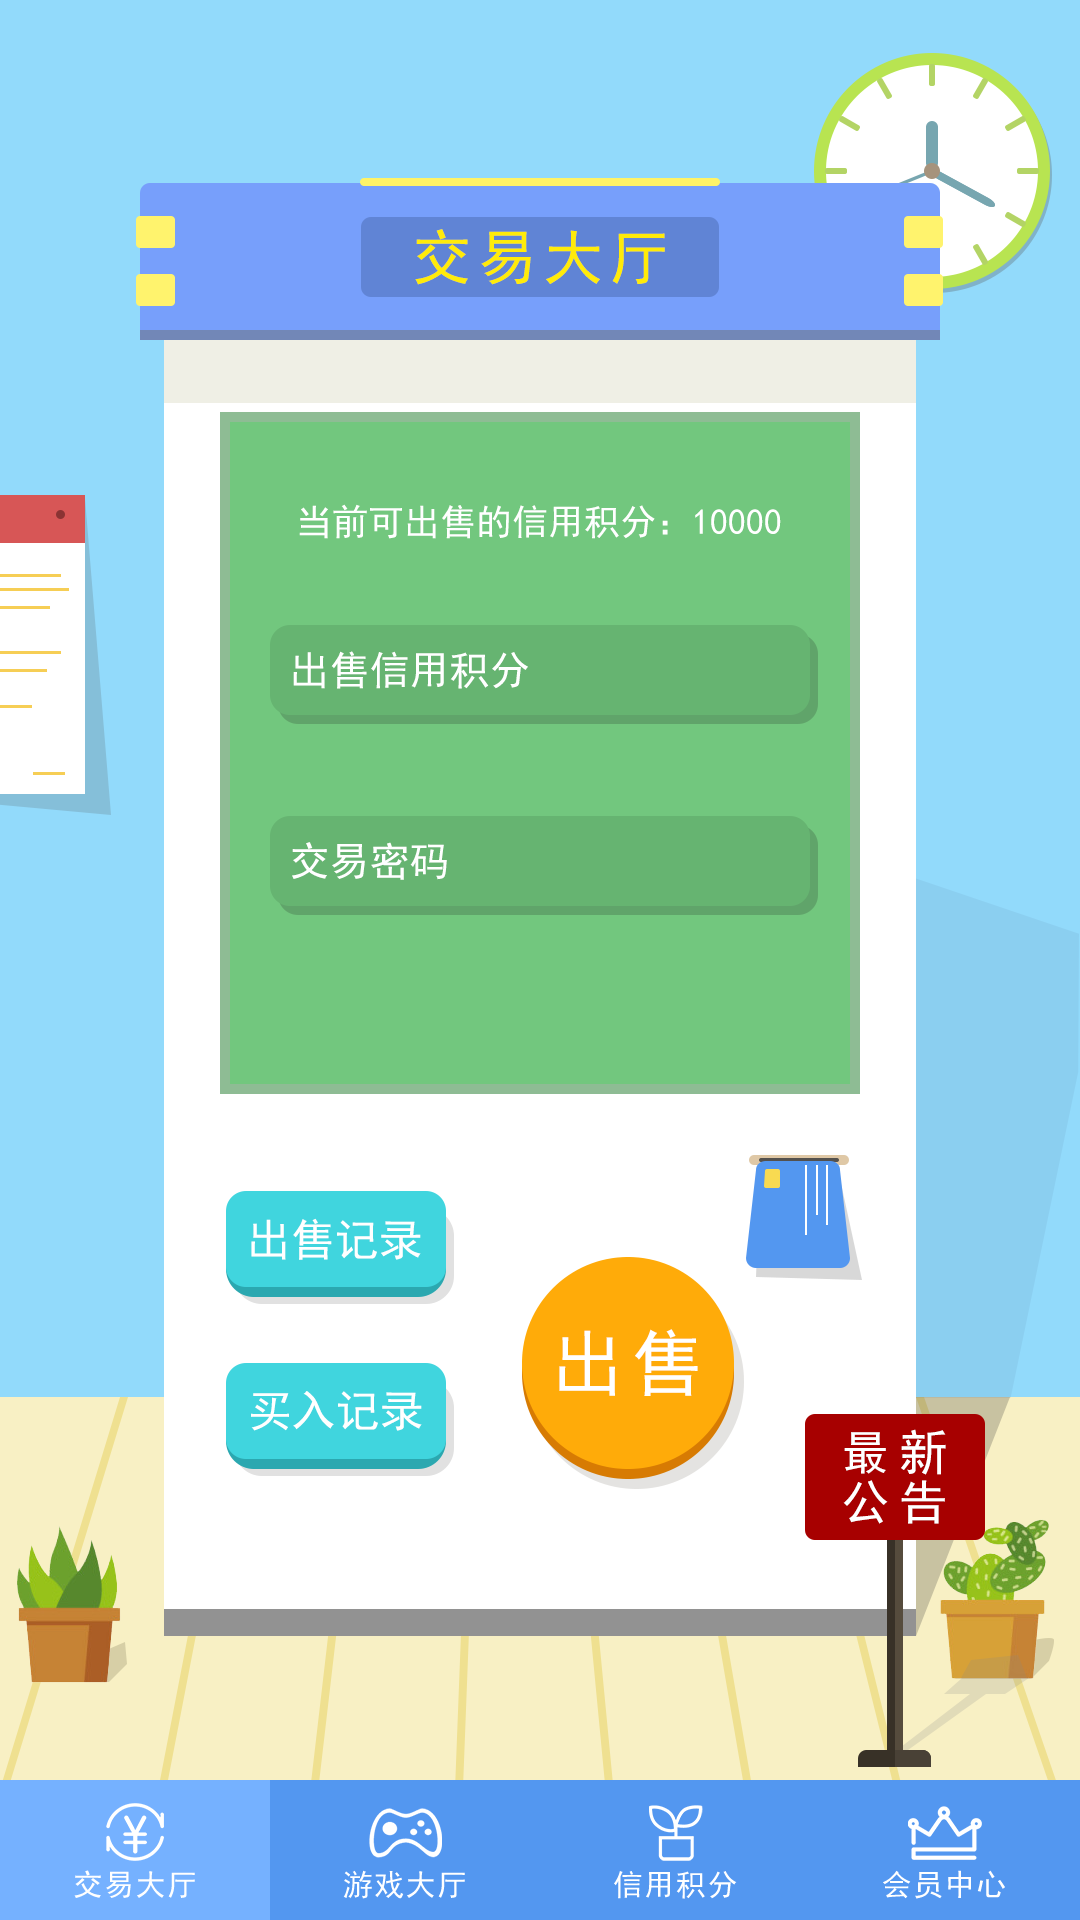 交易大厅
当前可出售的信用积分：10000
出售信用积分
交易密码
出售记录
出售
买入记录
最新
公告
交易大厅
游戏大厅
信用积分
会员中心